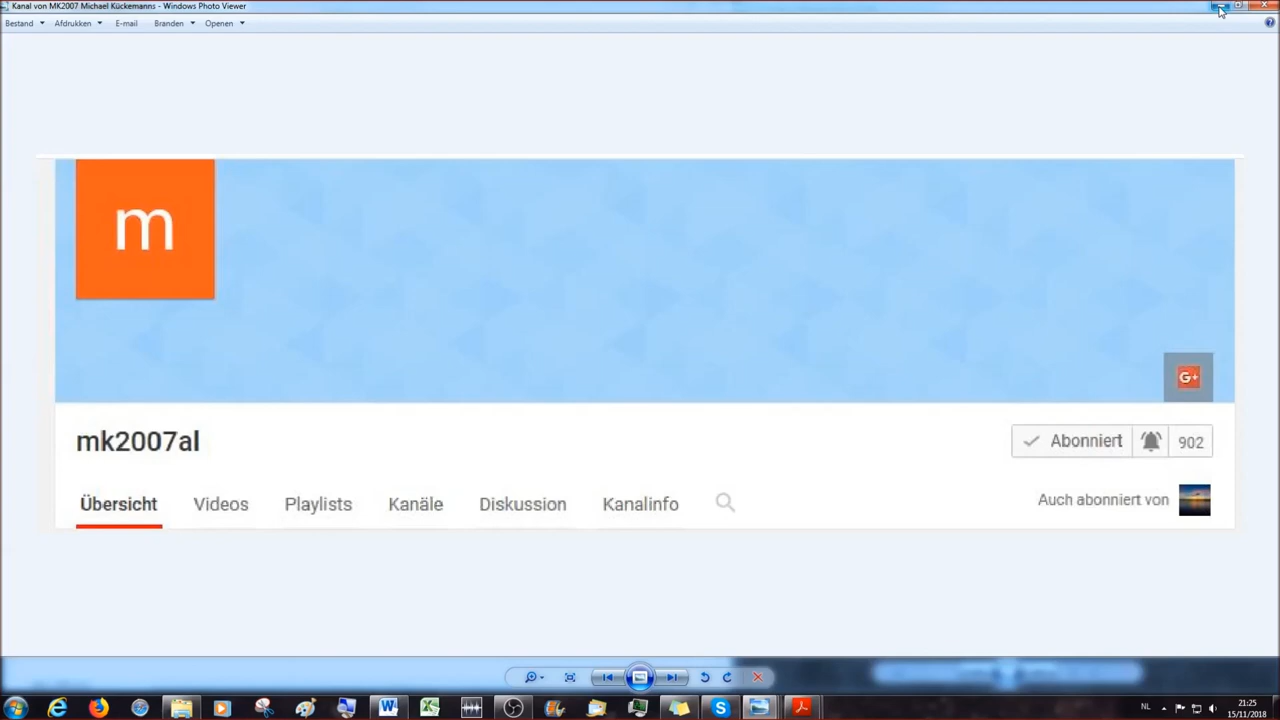 Kanal von MK2007 Michael Kückemanns - Windows Photo Viewer
Bestand Afdrukken E-mail Branden Openen
m
G+
mk2007al
Abonniert 902
Übersicht Videos Playlists Kanäle Diskussion Kanalinfo
Auch abonniert von
NL
21:25
15/11/2018